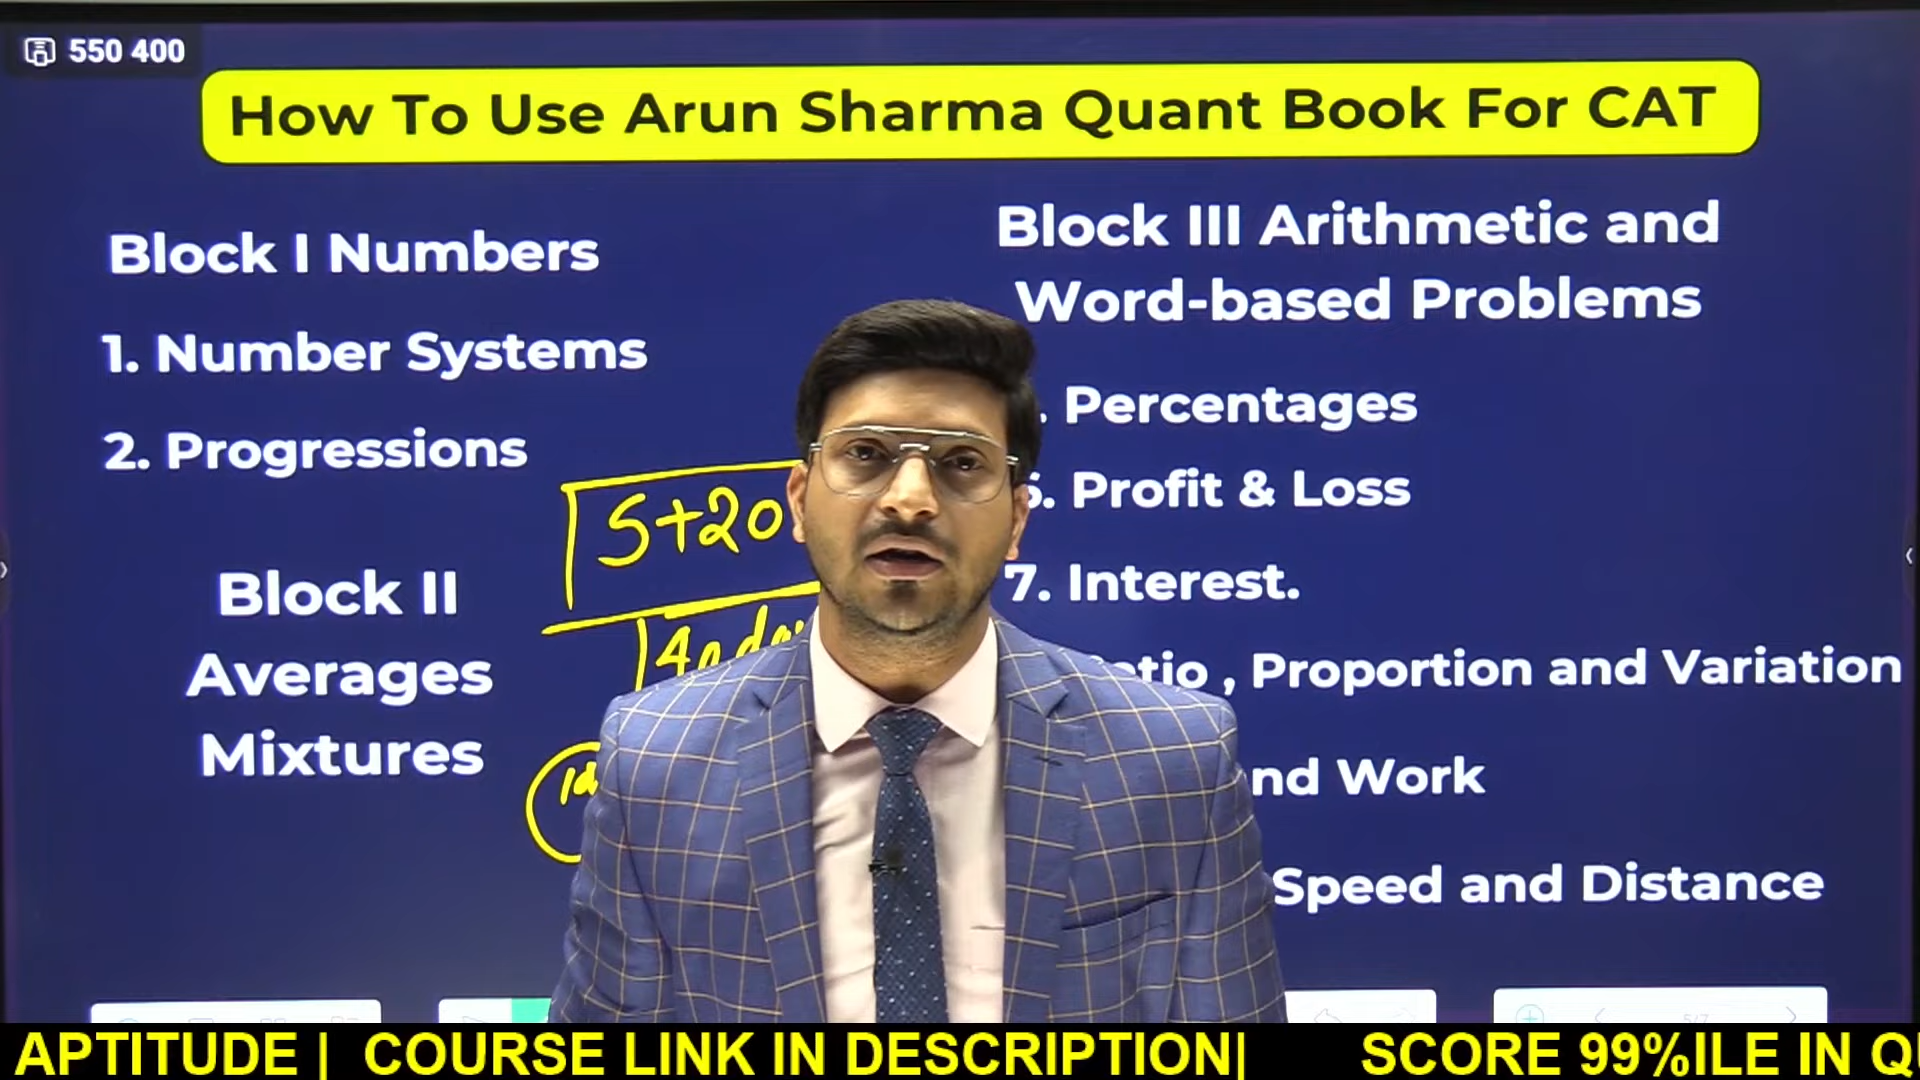 550 400
How To Use Arun Sharma Quant Book For CAT
Block I Numbers
1. Number Systems
2. Progressions
Block II
Averages
Mixtures
5+20
Block III Arithmetic and
Word-based Problems
. Percentages
6. Profit & Loss
7. Interest.
, Proportion and Variation
Work
Speed and Distance
APTITUDE | COURSE LINK IN DESCRIPTION| SCORE 99%ILE IN